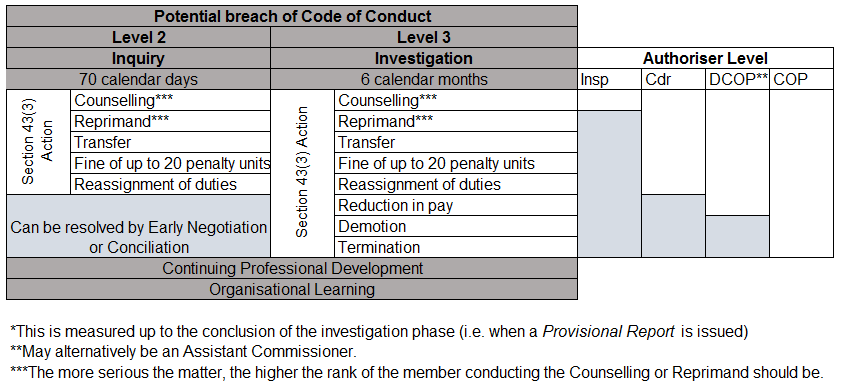 Potential breach of Code of Conduct
Level 2 Level 3
Inquiry Investigation Authoriser Level
70 calendar days 6 calendar months Insp Cdr DCOP** COP
Section 43(3) Action
Counselling*** Section 43(3) Action Counselling***
Reprimand*** Reprimand***
Transfer Transfer
Fine of up to 20 penalty units Fine of up to 20 penalty units
Reassignment of duties Reassignment of duties
Can be resolved by Early Negotiation or Conciliation Reduction in pay
Demotion
Termination
Continuing Professional Development
Organisational Learning
*This is measured up to the conclusion of the investigation phase (i.e. when a Provisional Report is issued)
**May alternatively be an Assistant Commissioner.
***The more serious the matter, the higher the rank of the member conducting the Counselling or Reprimand should be.